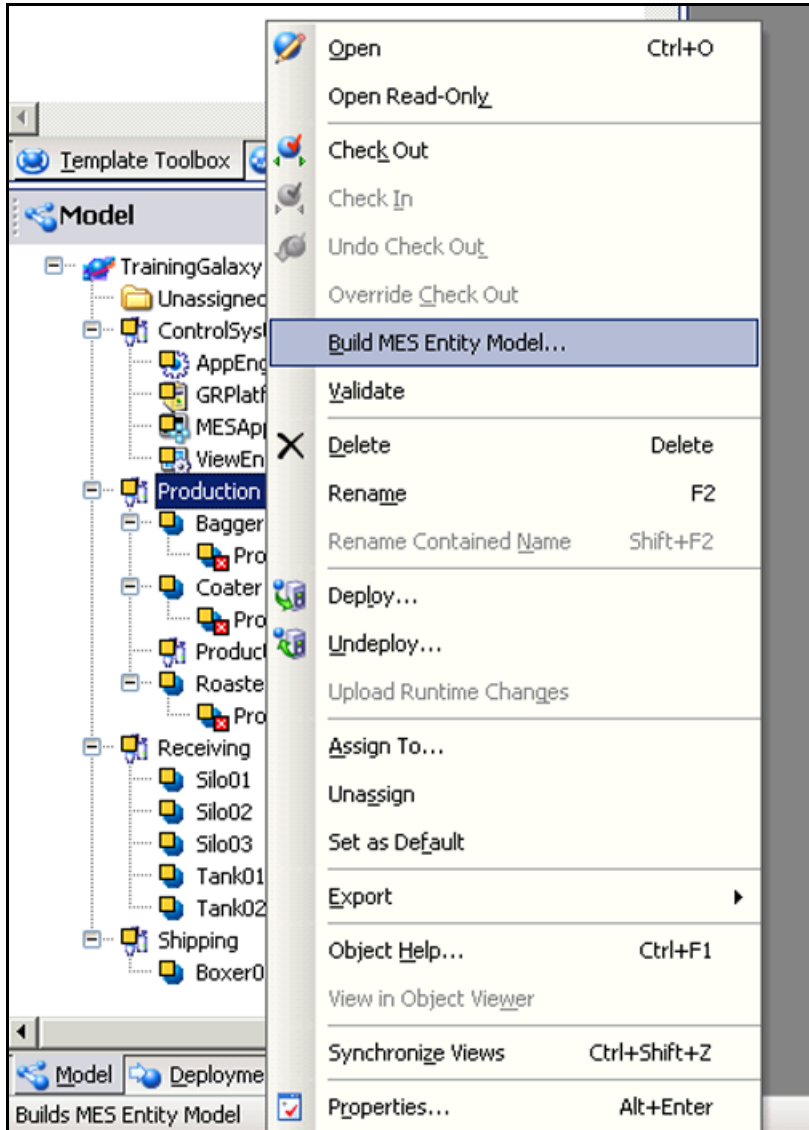 Open Ctrl+O
Open Read-Only
Template Toolbox
Check Out
Model
Check In
TrainingGalaxy
Undo Check Out
Unassigned
Override Check Out
ControlSyst
Build MES Entity Model...
AppEng
GRPlatf
Validate
MESApp
Delete Delete
ViewEn
Production
Rename F2
Bagger
Rename Contained Name Shift+F2
Pro
Coater
Deploy...
Pro
Undeploy...
Product
Roaste
Upload Runtime Changes
Pro
Receiving
Assign To...
Silo01
Unassign
Silo02
Silo03
Set as Default
Tank01
Export
Tank02
Shipping
Object Help... Ctrl+F1
Boxer0
View in Object Viewer
Synchronize Views Ctrl+Shift+Z
Model Deployme
Builds MES Entity Model
Properties... Alt+Enter